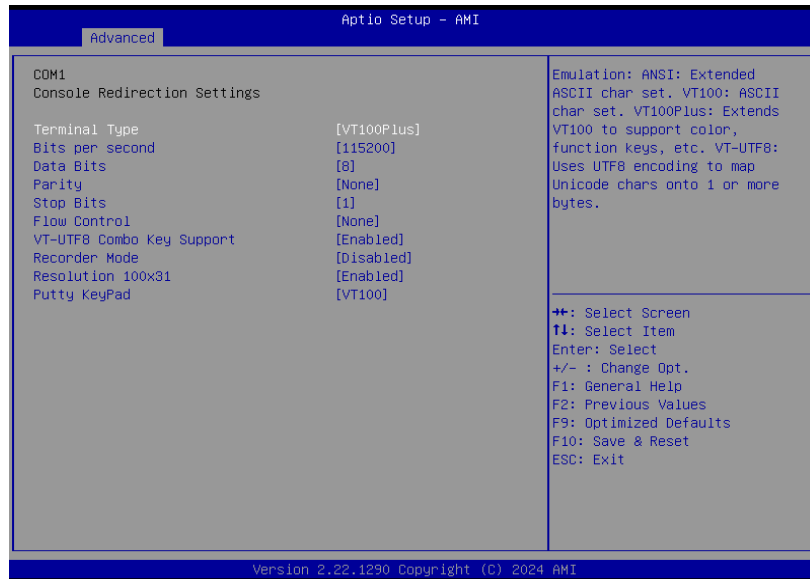 Aptio Setup – AMI
Advanced
COM1
Console Redirection Settings
Terminal Type [VT100Plus]
Bits per second [115200]
Data Bits [8]
Parity [None]
Stop Bits [1]
Flow Control [None]
VT-UTF8 Combo Key Support [Enabled]
Recorder Mode [Disabled]
Resolution 100x31 [Enabled]
Putty KeyPad [VT100]
Emulation: ANSI: Extended
ASCII char set. VT100: ASCII
char set. VT100Plus: Extends
VT100 to support color,
function keys, etc. VT-UTF8:
Uses UTF8 encoding to map
Unicode chars onto 1 or more
bytes.
→←: Select Screen
↑↓: Select Item
Enter: Select
+/- : Change Opt.
F1: General Help
F2: Previous Values
F9: Optimized Defaults
F10: Save & Reset
ESC: Exit
Version 2.22.1290 Copyright (C) 2024 AMI